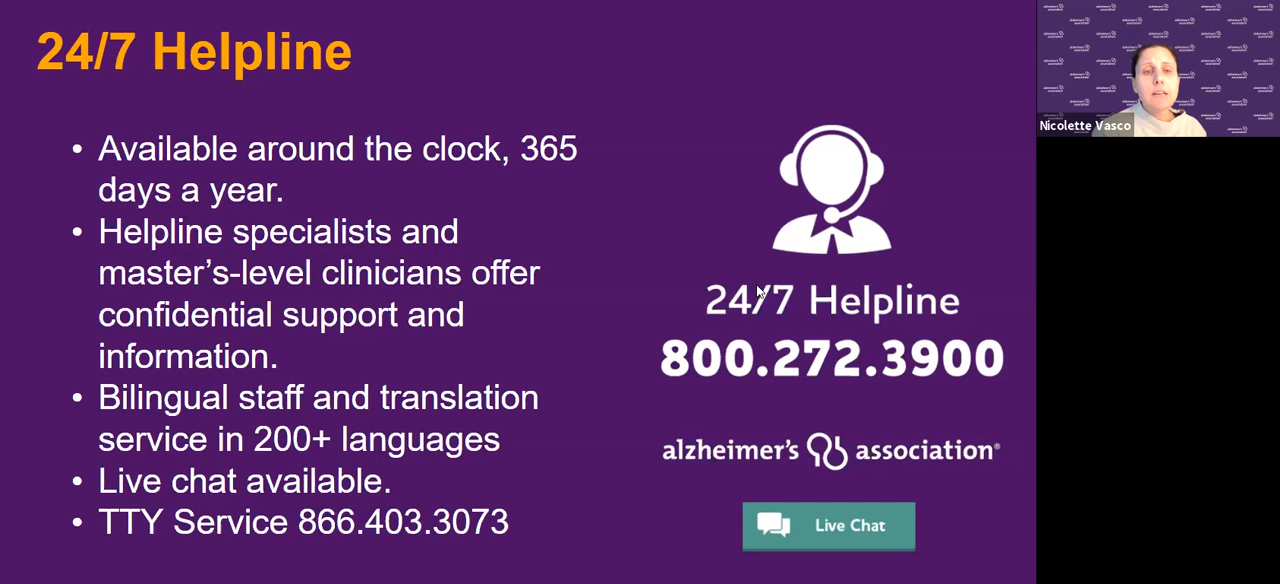 24/7 Helpline
• Available around the clock, 365
days a year.
• Helpline specialists and
master’s-level clinicians offer
confidential support and
information.
• Bilingual staff and translation
service in 200+ languages
• Live chat available.
• TTY Service 866.403.3073
24/7 Helpline
800.272.3900
alzheimer's association®
Live Chat
Nicolette Vasco